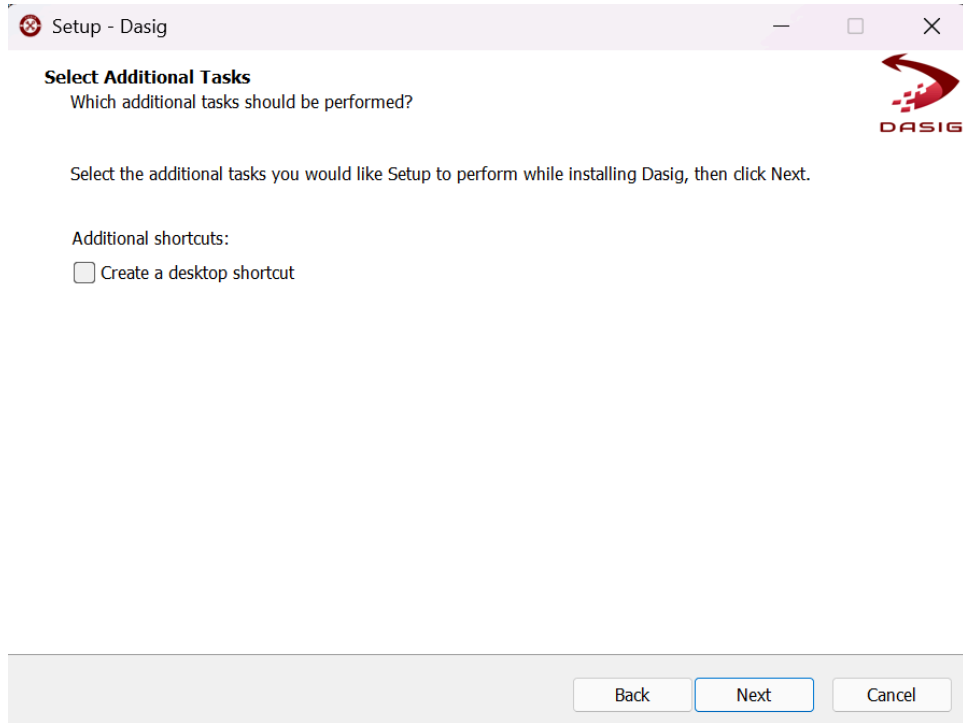 Setup - Dasig
Select Additional Tasks
Which additional tasks should be performed?
DASIG
Select the additional tasks you would like Setup to perform while installing Dasig, then click Next.
Additional shortcuts:
Create a desktop shortcut
Back Next Cancel